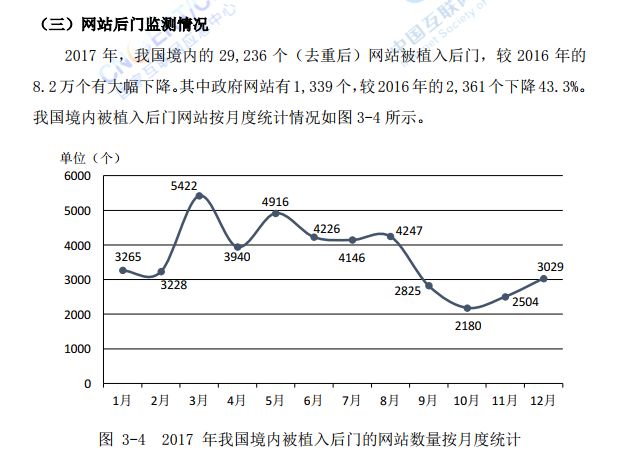 （三）网站后门监测情况
2017 年，我国境内的 29,236 个（去重后）网站被植入后门，较 2016 年的
8.2 万个有大幅下降。其中政府网站有 1,339 个，较 2016 年的 2,361 个下降 43.3%。
我国境内被植入后门网站按月度统计情况如图 3-4 所示。
单位（个）
6000
5000
4000
3000
2000
1000
0
3265
3228
5422
3940
4916
4226
4146
4247
2825
2180
2504
3029
1月 2月 3月 4月 5月 6月 7月 8月 9月 10月 11月 12月
图 3-4 2017 年我国境内被植入后门的网站数量按月度统计